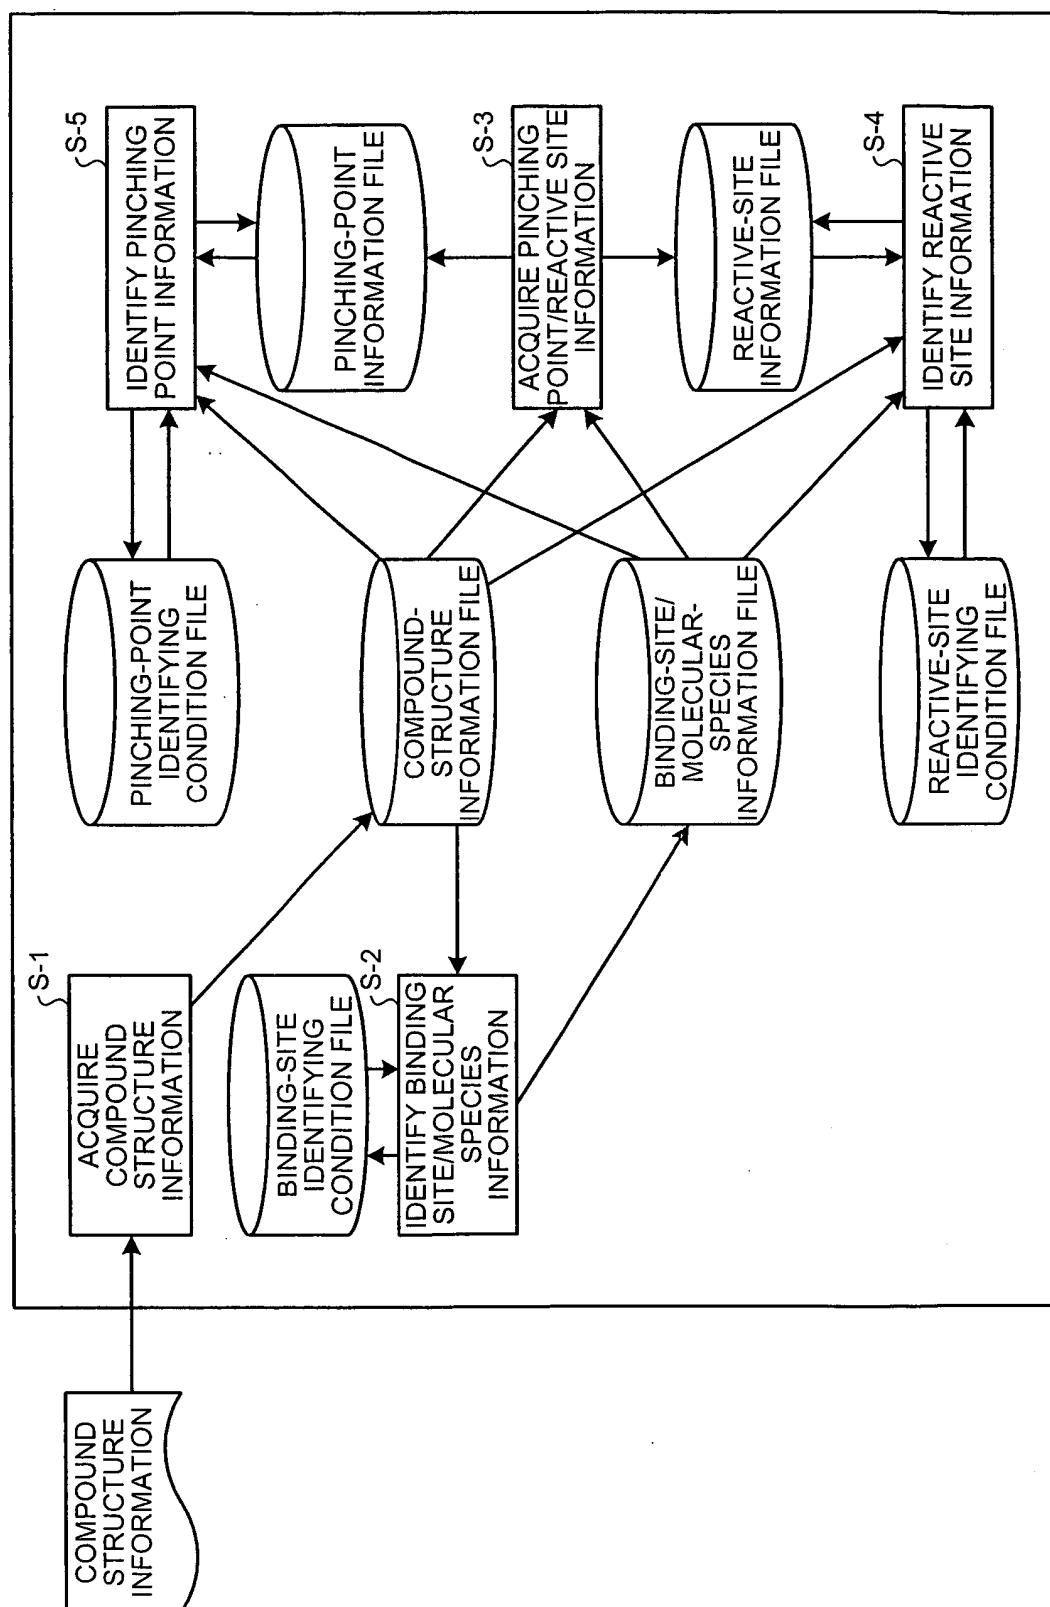 COMPOUND
STRUCTURE
INFORMATION
S-1
ACQUIRE
COMPOUND
STRUCTURE
INFORMATION
BINDING-SITE
IDENTIFYING
CONDITION FILE
S-2
IDENTIFY BINDING
SITE/MOLECULAR
SPECIES
INFORMATION
PINCHING-POINT
IDENTIFYING
CONDITION FILE
COMPOUND-
STRUCTURE
INFORMATION FILE
BINDING-SITE/
MOLECULAR-
SPECIES
INFORMATION FILE
REACTIVE-SITE
IDENTIFYING
CONDITION FILE
S-5
IDENTIFY PINCHING
POINT INFORMATION
PINCHING-POINT
INFORMATION FILE
S-3
ACQUIRE PINCHING
POINT/REACTIVE SITE
INFORMATION
REACTIVE-SITE
INFORMATION FILE
S-4
IDENTIFY REACTIVE
SITE INFORMATION